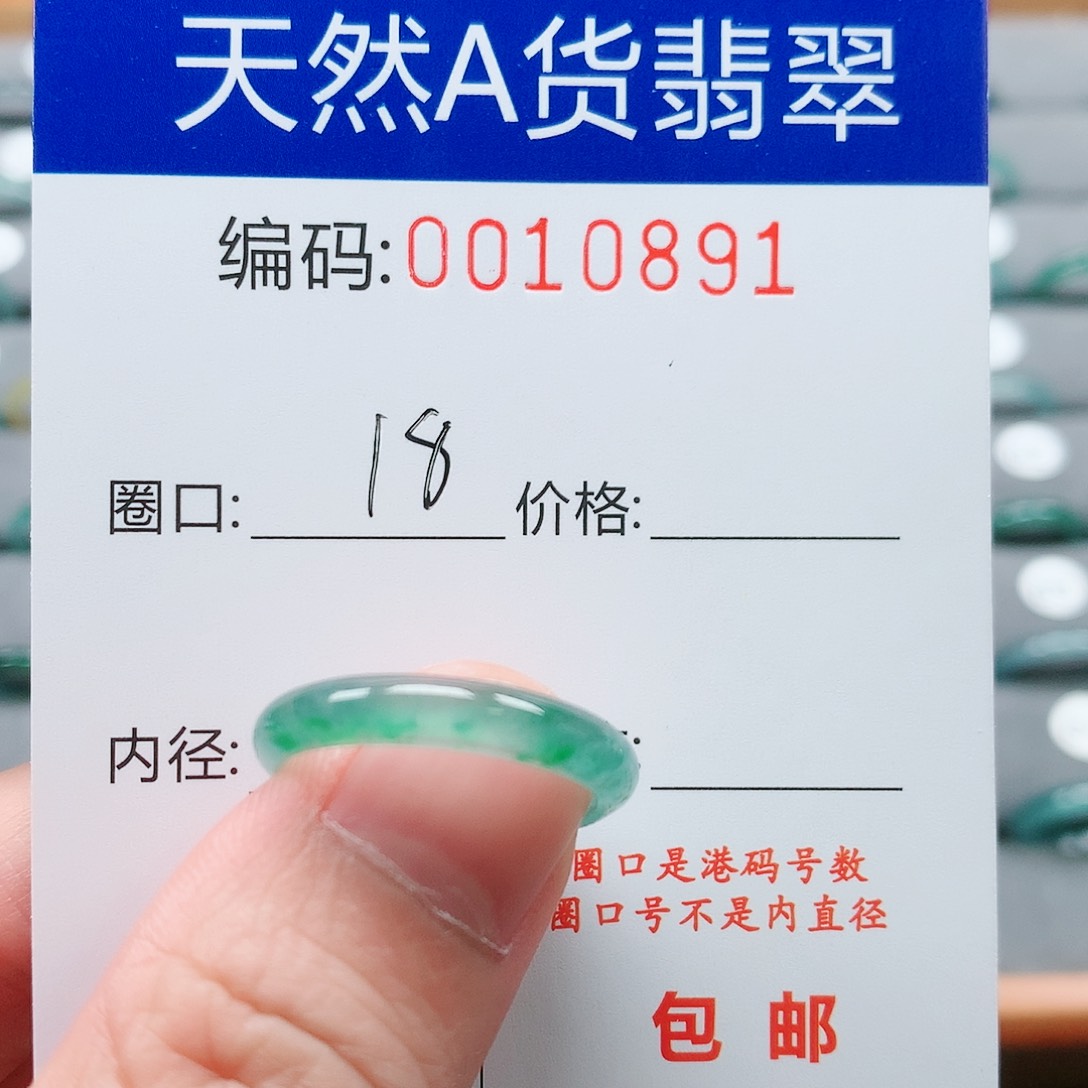 天然A货翡翠
编码:0010891
圈口: 18 价格:
内径:
圈口是港码号数
圈口号不是内直径
包邮